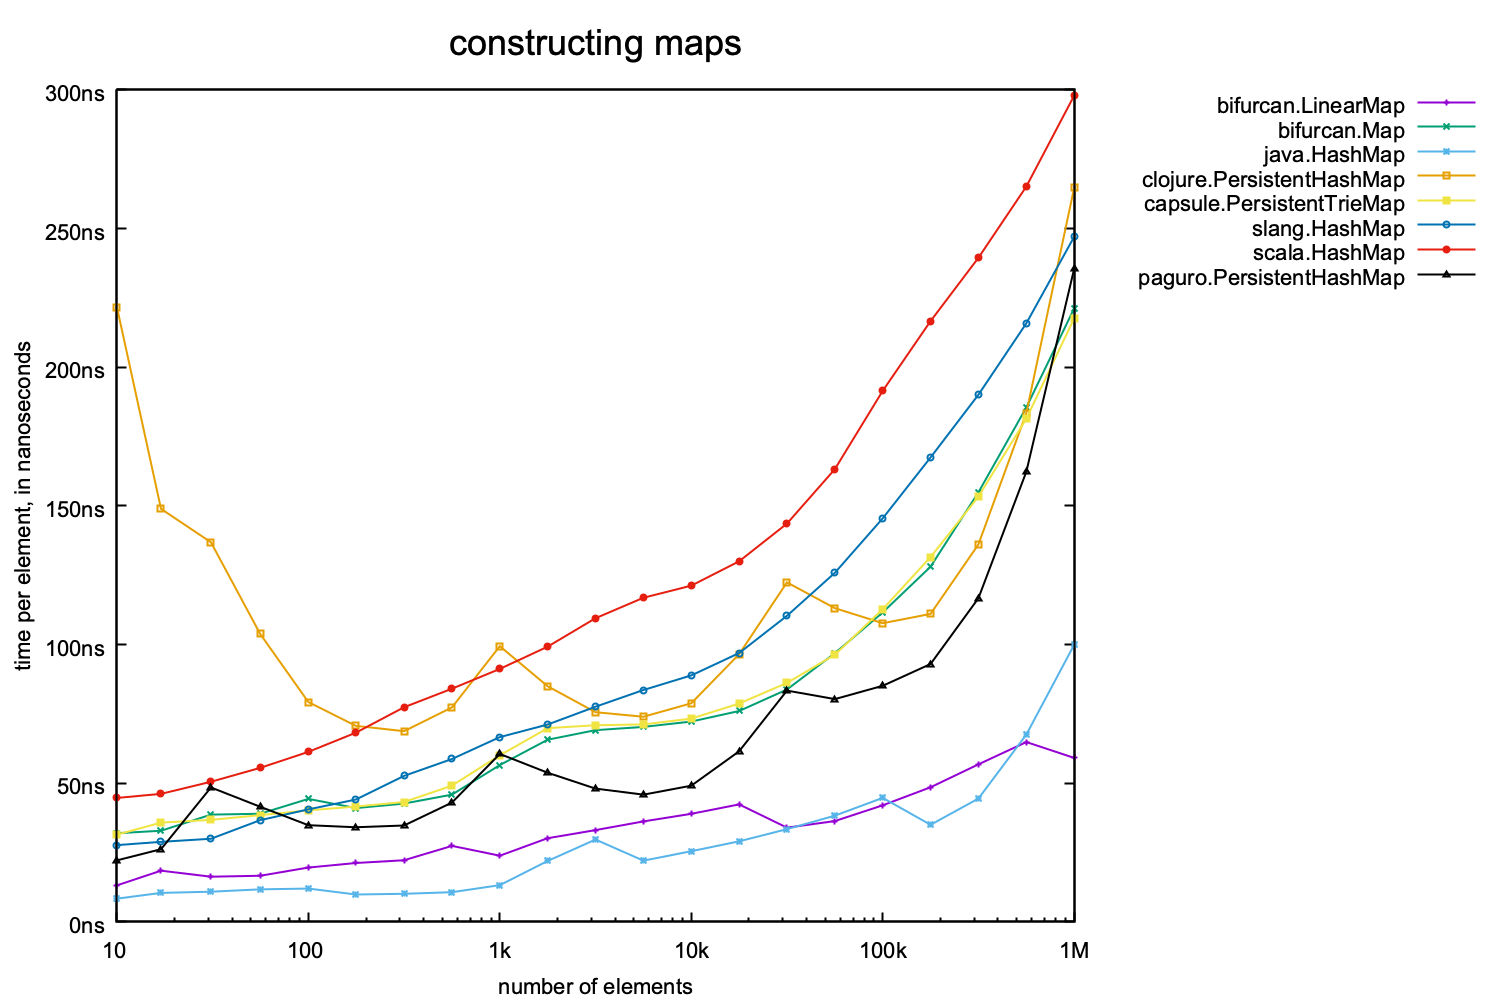 constructing maps
300ns
250ns
200ns
150ns
100ns
50ns
0ns
time per element, in nanoseconds
10
100
1k
10k
100k
1M
number of elements
bifurcan.LinearMap
bifurcan.Map
java.HashMap
clojure.PersistentHashMap
capsule.PersistentTrieMap
slang.HashMap
scala.HashMap
paguro.PersistentHashMap